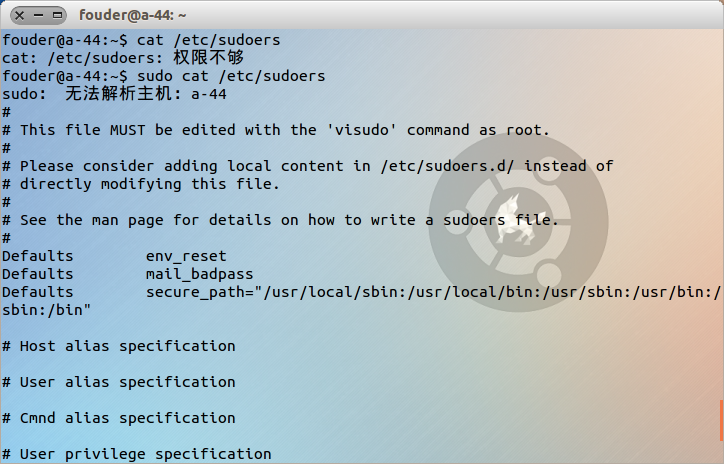 fouder@a-44: ~
fouder@a-44:~$ cat /etc/sudoers
cat: /etc/sudoers: 权限不够
fouder@a-44:~$ sudo cat /etc/sudoers
sudo： 无法解析主机：a-44
#
# This file MUST be edited with the 'visudo' command as root.
#
# Please consider adding local content in /etc/sudoers.d/ instead of
# directly modifying this file.
#
# See the man page for details on how to write a sudoers file.
#
Defaults        env_reset
Defaults        mail_badpass
Defaults        secure_path="/usr/local/sbin:/usr/local/bin:/usr/sbin:/usr/bin:/
sbin:/bin"
# Host alias specification
# User alias specification
# Cmnd alias specification
# User privilege specification